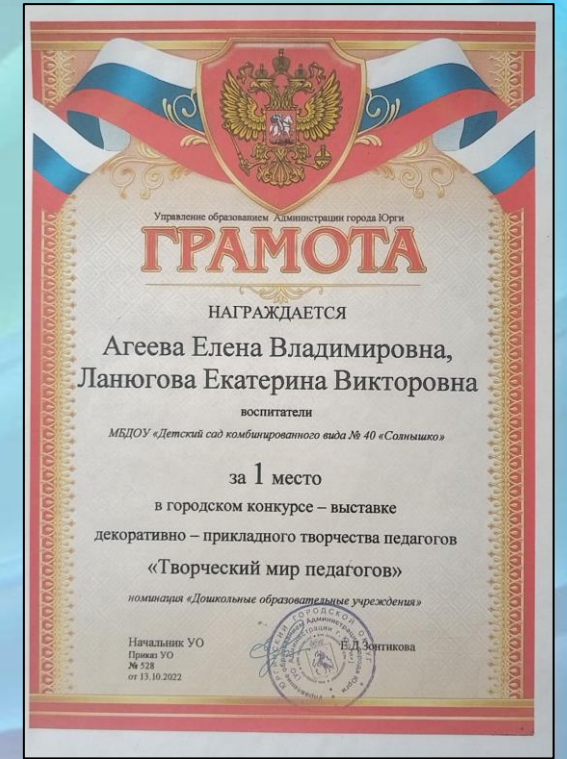 Управление образованием Администрации города Юрги
ГРАМОТА
НАГРАЖДАЕТСЯ
Агеева Елена Владимировна,
Ланюгова Екатерина Викторовна
воспитатели
МБДОУ «Детский сад комбинированного вида № 40 «Солнышко»
за 1 место
в городском конкурсе – выставке
декоративно – прикладного творчества педагогов
«Творческий мир педагогов»
номинация «Дошкольные образовательные учреждения»
Начальник УО
Е.Д.Зонтикова
Приказ УО
№ 528
от 13.10.2022